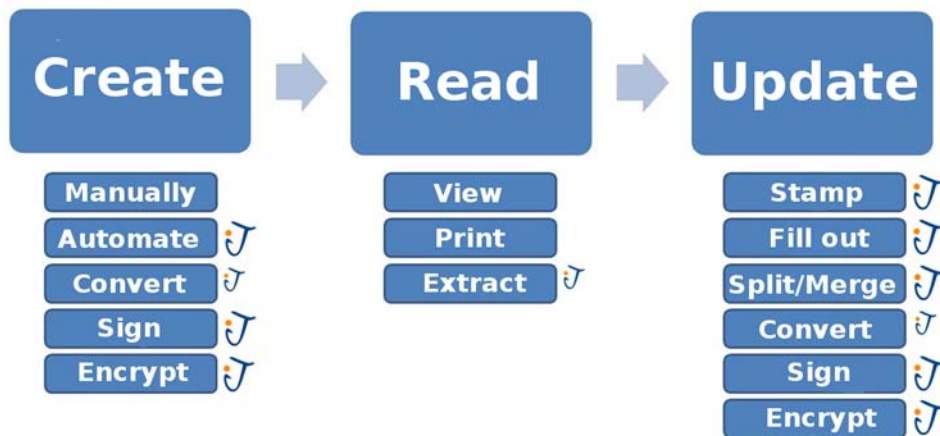 Create
Read
Update
Manually
Automate
Convert
Sign
Encrypt
View
Print
Extract
Stamp
Fill out
Split/Merge
Convert
Sign
Encrypt